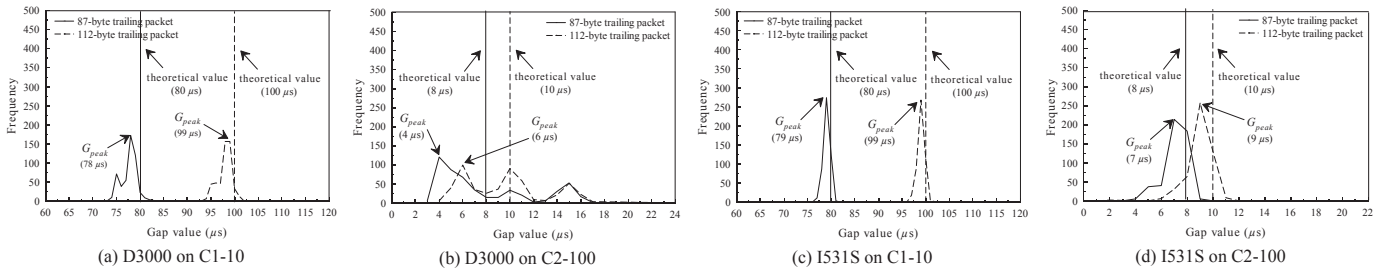 500
450
400
350
300
250
200
150
100
50
0
Frequency
87-byte trailing packet
112-byte trailing packet
theoretical value
(80 µs)
theoretical value
(100 µs)
G_peak
(99 µs)
G_peak
(78 µs)
60 65 70 75 80 85 90 95 100 105 110 115 120
Gap value (µs)
(a) D3000 on C1-10
500
450
400
350
300
250
200
150
100
50
0
Frequency
87-byte trailing packet
112-byte trailing packet
theoretical value
(8 µs)
theoretical value
(10 µs)
G_peak
(4 µs)
G_peak
(6 µs)
0 2 4 6 8 10 12 14 16 18 20 22 24
Gap value (µs)
(b) D3000 on C2-100
500
450
400
350
300
250
200
150
100
50
0
Frequency
87-byte trailing packet
112-byte trailing packet
theoretical value
(80 µs)
theoretical value
(100 µs)
G_peak
(79 µs)
G_peak
(99 µs)
60 65 70 75 80 85 90 95 100 105 110 115 120
Gap value (µs)
(c) I531S on C1-10
500
450
400
350
300
250
200
150
100
50
0
Frequency
87-byte trailing packet
112-byte trailing packet
theoretical value
(8 µs)
theoretical value
(10 µs)
G_peak
(9 µs)
G_peak
(7 µs)
0 2 4 6 8 10 12 14 16 18 20 22
Gap value (µs)
(d) I531S on C2-100